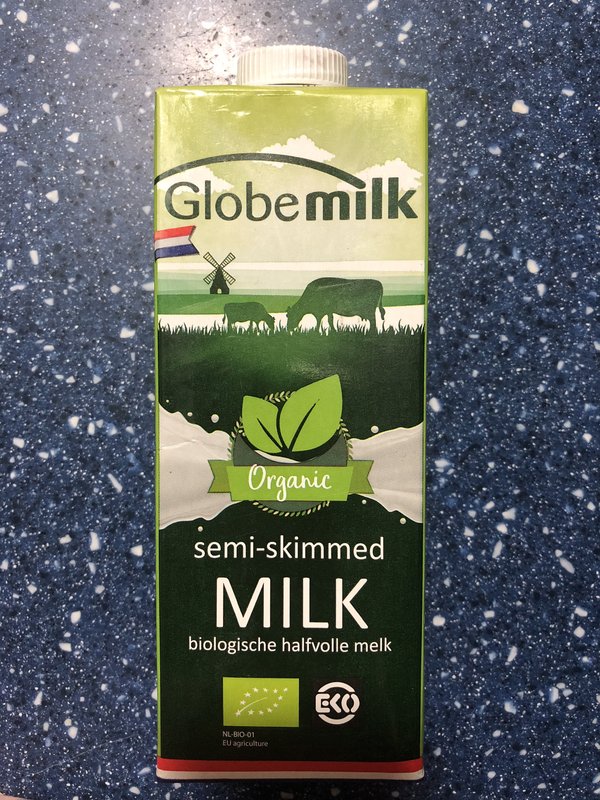 Globemilk
Organic
semi-skimmed
MILK
biologische halfvolle melk
EKO
NL-BIO-01
EU agriculture